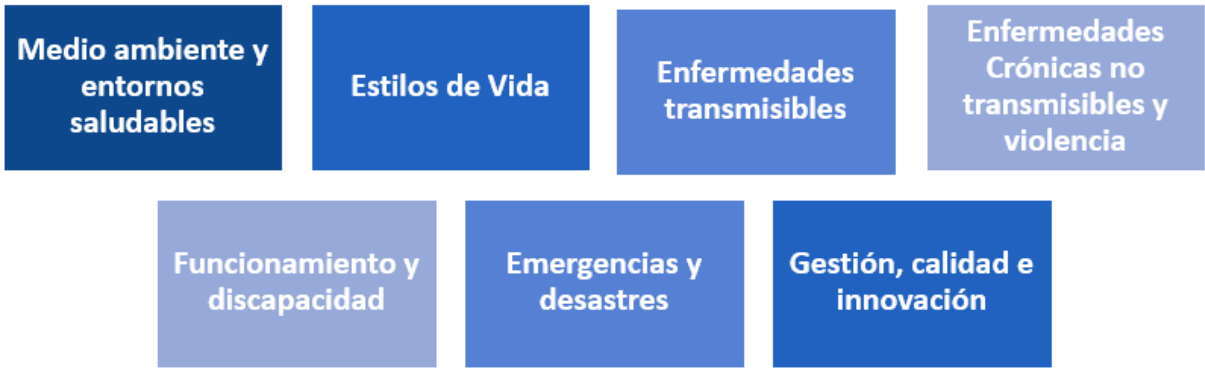 Medio ambiente y
entornos
saludables
Estilos de Vida
Enfermedades
transmisibles
Enfermedades
Crónicas no
transmisibles y
violencia
Funcionamiento y
discapacidad
Emergencias y
desastres
Gestión, calidad e
innovación